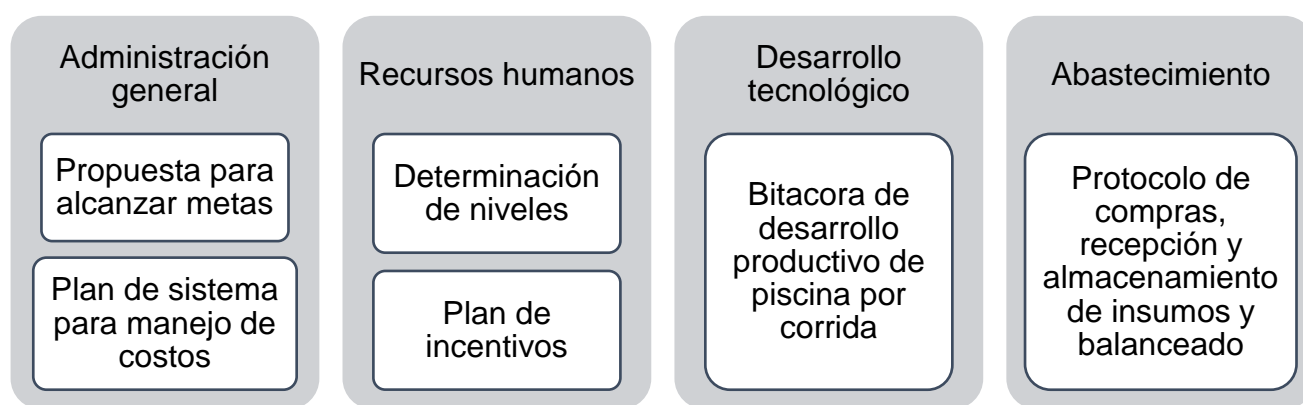 Administración
general
Propuesta para
alcanzar metas
Plan de sistema
para manejo de
costos
Recursos humanos
Determinación
de niveles
Plan de
incentivos
Desarrollo
tecnológico
Bitacora de
desarrollo
productivo de
piscina por
corrida
Abastecimiento
Protocolo de
compras,
recepción y
almacenamiento
de insumos y
balanceado